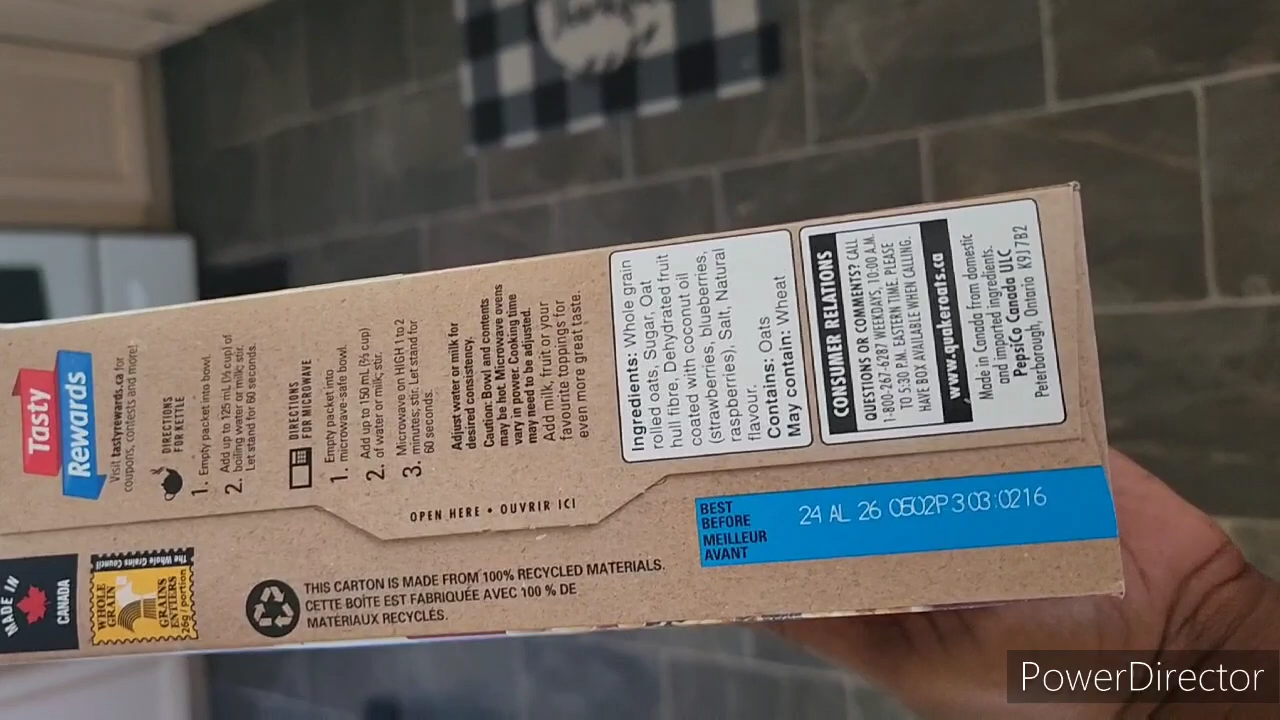 Tasty
Rewards
Visit tastyrewards.ca for
coupons, contests and more!
DIRECTIONS
FOR KETTLE
1. Empty packet into bowl.
2. Add up to 125 mL (½ cup) of
boiling water or milk; stir.
Let stand for 60 seconds.
DIRECTIONS
FOR MICROWAVE
1. Empty packet into
microwave-safe bowl.
2. Add up to 150 mL (⅔ cup)
of water or milk; stir.
3. Microwave on HIGH 1 to 2
minutes; stir. Let stand for
60 seconds.
Adjust water or milk for
desired consistency.
Caution: Bowl and contents
may be hot. Microwave ovens
vary in power. Cooking time
may need to be adjusted.
Add milk, fruit or your
favourite toppings for
even more great taste.
Ingredients: Whole grain
rolled oats, Sugar, Oat
hull fibre, Dehydrated fruit
coated with coconut oil
(strawberries, blueberries,
raspberries), Salt, Natural
flavour.
Contains: Oats
May contain: Wheat
CONSUMER RELATIONS
QUESTIONS OR COMMENTS? CALL
1-800-267-6287 WEEKDAYS, 10:00 A.M.
TO 5:30 P.M. EASTERN TIME. PLEASE
HAVE BOX AVAILABLE WHEN CALLING.
www.quakeroats.ca
Made in Canada from domestic
and imported ingredients.
PepsiCo Canada ULC
Peterborough, Ontario K9J 7B2
OPEN HERE • OUVRIR ICI
MADE IN
CANADA
The Whole Grains Council
WHOLE
GRAIN
GRAINS
ENTIERS
26g / portion
THIS CARTON IS MADE FROM 100% RECYCLED MATERIALS.
CETTE BOÎTE EST FABRIQUÉE AVEC 100 % DE
MATÉRIAUX RECYCLÉS.
BEST
BEFORE
MEILLEUR
AVANT
24 AL 26 0502P 3 03:0216
PowerDirector